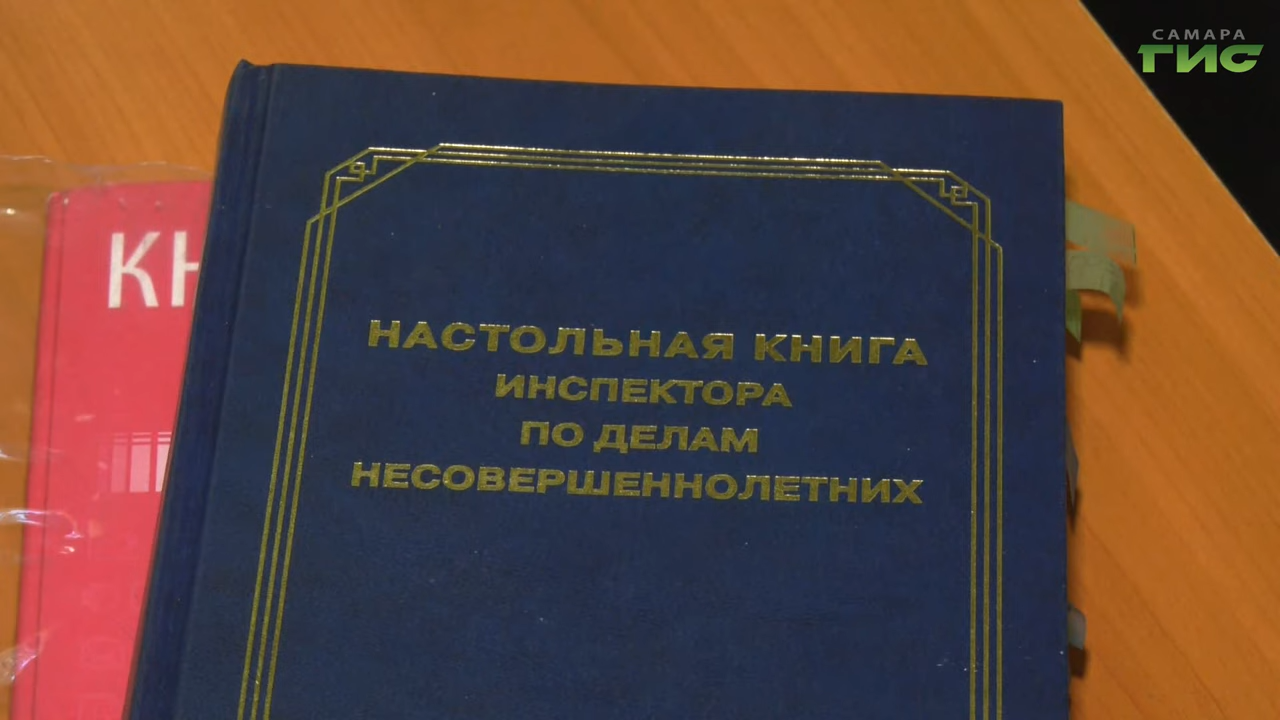 САМАРА
ГИС
НАСТОЛЬНАЯ КНИГА
ИНСПЕКТОРА
ПО ДЕЛАМ
НЕСОВЕРШЕННОЛЕТНИХ